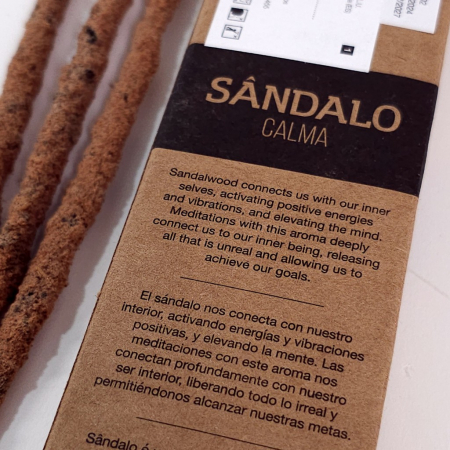 1
2024
/2027
SÂNDALO
CALMA
Sandalwood connects us with our inner
selves, activating positive energies
and vibrations, and elevating the mind.
Meditations with this aroma deeply
connect us to our inner being, releasing
all that is unreal and allowing us to
achieve our goals.
El sándalo nos conecta con nuestro
interior, activando energías y vibraciones
positivas, y elevando la mente. Las
meditaciones con este aroma nos
conectan profundamente con nuestro
ser interior, liberando todo lo irreal y
permitiéndonos alcanzar nuestras metas.
Sândalo